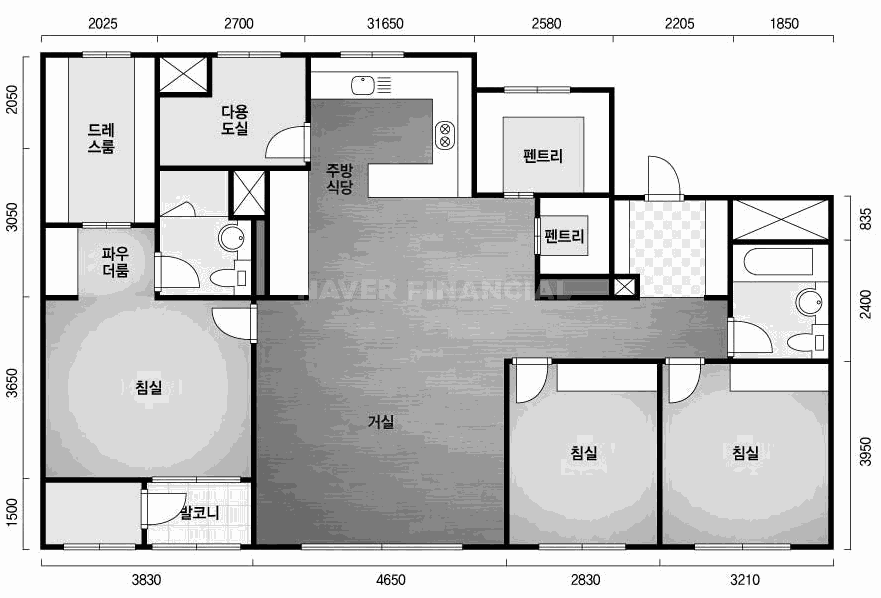 2025 2700 31650 2580 2205 1850
2050
3050
3650
1500
835
2400
3950
드레
스룸
다용
도실
주방
식당
펜트리
펜트리
파우
더룸
NAVER FINANCIAL
침실
거실
침실
침실
발코니
3830 4650 2830 3210